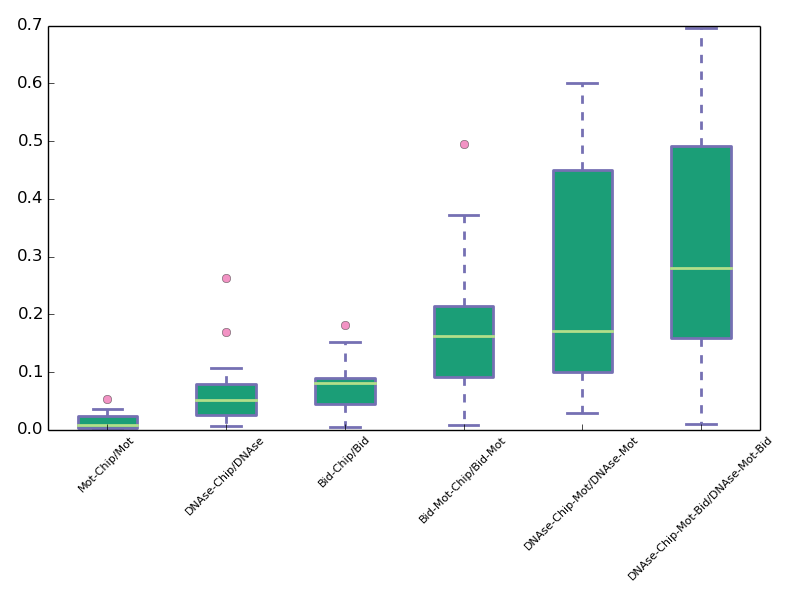 0.7
0.6
0.5
0.4
0.3
0.2
0.1
0.0
Mot-Chip/Mot
DNAse-Chip/DNAse
Bid-Chip/Bid
Bid-Mot-Chip/Bid-Mot
DNAse-Chip-Mot/DNAse-Mot
DNAse-Chip-Mot-Bid/DNAse-Mot-Bid